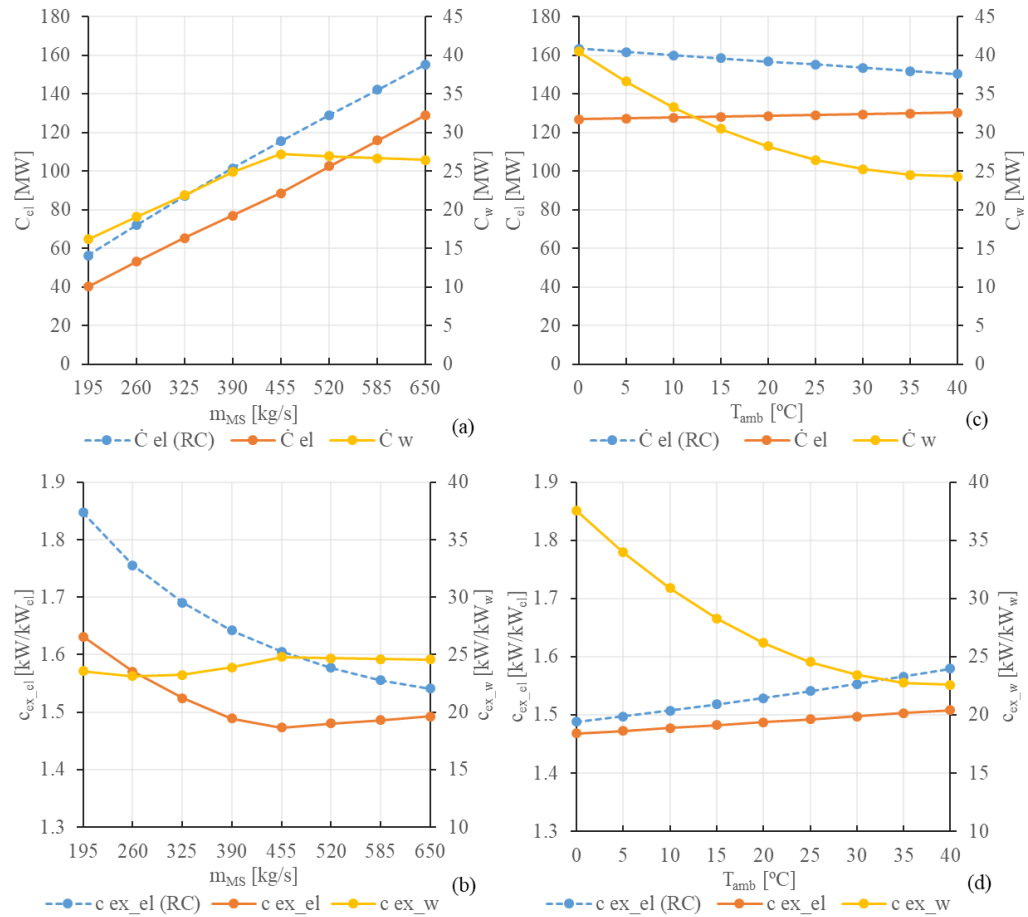 180 45 180 45
160 40 160 40
140 35 140 35
120 30 120 30
100 25 100 25
80 20 80 20
60 15 60 15
40 10 40 10
20 5 20 5
0 0 0 0
C_el [MW] C_w [MW] C_el [MW] C_w [MW]
195 260 325 390 455 520 585 650 0 5 10 15 20 25 30 35 40
m_MS [kg/s] (a) T_amb [ºC] (c)
Ċ el (RC) Ċ el Ċ w Ċ el (RC) Ċ el Ċ w
1.9 40 1.9 40
1.8 35 1.8 35
1.7 30 1.7 30
1.6 25 1.6 25
1.5 20 1.5 20
1.4 15 1.4 15
1.3 10 1.3 10
c_ex_el [kW/kW_el] c_ex_w [kW/kW_w] c_ex_el [kW/kW_el] c_ex_w [kW/kW_w]
195 260 325 390 455 520 585 650 0 5 10 15 20 25 30 35 40
m_MS [kg/s] (b) T_amb [ºC] (d)
c ex_el (RC) c ex_el c ex_w c ex_el (RC) c ex_el c ex_w